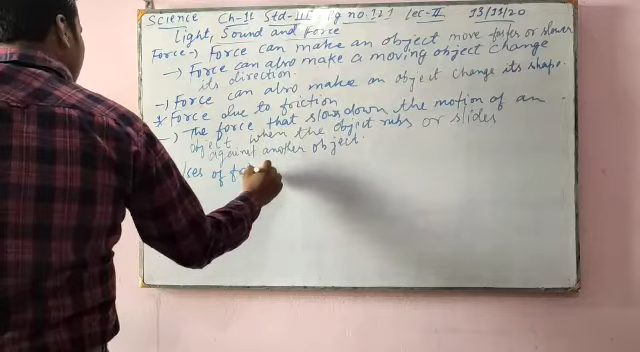 Science Ch-11 Std-III Pg no. 121 Lec-II 13/11/20
Light, Sound and Force
Force -> Force can make an object move faster or slower
-> Force can also make a moving object change
its direction.
-> Force can also make an object change its shape.
* Force due to friction
-> The force that slows down the motion of an
object when the object rubs or slides
against another object.
of